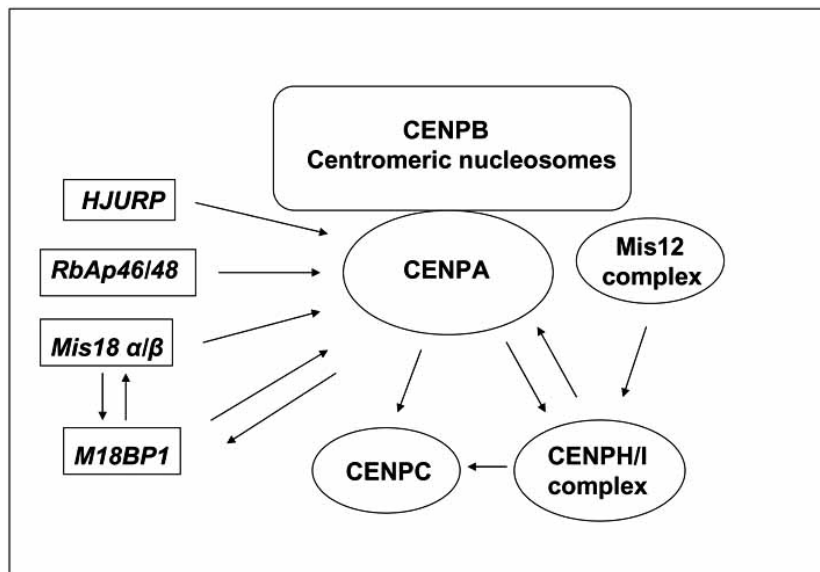 CENPB
Centromeric nucleosomes
HJURP
RbAp46/48
CENPA
Mis12
complex
Mis18 α/β
M18BP1
CENPC
CENPH/I
complex